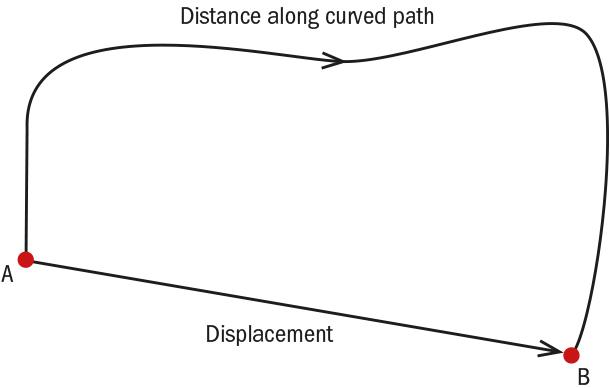 Distance along curved path
A
Displacement
B